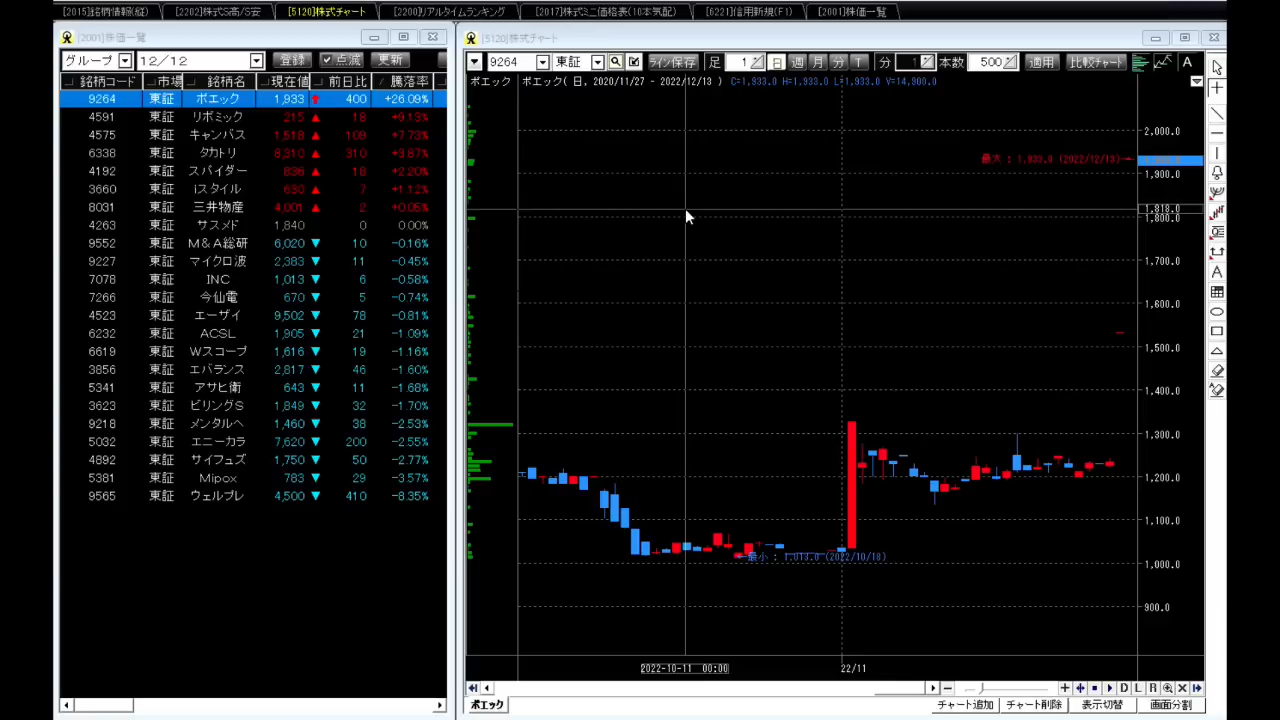 [2015]銘柄情報(縦) [2202]株式S高/S安 [5120]株式チャート [2200]リアルタイムランキング [2017]株式ミニ価格表(10本気配) [6221]信用新規(F1) [2001]株価一覧
[2001]株価一覧
グループ 12/12 登録 点滅 更新
銘柄コード 市場 銘柄名 現在値 前日比 騰落率
9264 東証 ポエック 1,933 ↑ 400 +26.09%
4591 東証 リボミック 215 ▲ 18 +9.13%
4575 東証 キャンバス 1,518 ▲ 109 +7.73%
6338 東証 タカトリ 8,310 ▲ 310 +3.87%
4192 東証 スパイダー 836 ▲ 18 +2.20%
3660 東証 iスタイル 630 ▲ 7 +1.12%
8031 東証 三井物産 4,001 ▲ 2 +0.05%
4263 東証 サスメド 1,840 0 0.00%
9552 東証 M&A総研 6,020 ▼ 10 -0.16%
9227 東証 マイクロ波 2,383 ▼ 11 -0.45%
7078 東証 INC 1,013 ▼ 6 -0.58%
7266 東証 今仙電 670 ▼ 5 -0.74%
4523 東証 エーザイ 9,502 ▼ 78 -0.81%
6232 東証 ACSL 1,905 ▼ 21 -1.09%
6619 東証 Wスコープ 1,616 ▼ 19 -1.16%
3856 東証 エバランス 2,817 ▼ 46 -1.60%
5341 東証 アサヒ衛 643 ▼ 11 -1.68%
3623 東証 ビリングS 1,849 ▼ 32 -1.70%
9218 東証 メンタルヘ 1,460 ▼ 38 -2.53%
5032 東証 エニーカラ 7,620 ▼ 200 -2.55%
4892 東証 サイフュズ 1,750 ▼ 50 -2.77%
5381 東証 Mipox 783 ▼ 29 -3.57%
9565 東証 ウェルプレ 4,500 ▼ 410 -8.35%
[5120]株式チャート
9264 東証 ライン保存 足 1 日 週 月 分 T 分 1 本数 500 適用 比較チャート A
ポエック ポエック( 日, 2020/11/27 - 2022/12/13 ) C=1,933.0 H=1,933.0 L=1,933.0 V=14,900.0
2,000.0
最大 : 1,933.0 (2022/12/13)
1,900.0
1,818.0
1,800.0
1,700.0
1,600.0
1,500.0
1,400.0
1,300.0
1,200.0
1,100.0
最小 : 1,013.0 (2022/10/18)
1,000.0
900.0
2022-10-11 00:00 22/11
D L R
ポエック チャート追加 チャート削除 表示切替 画面分割